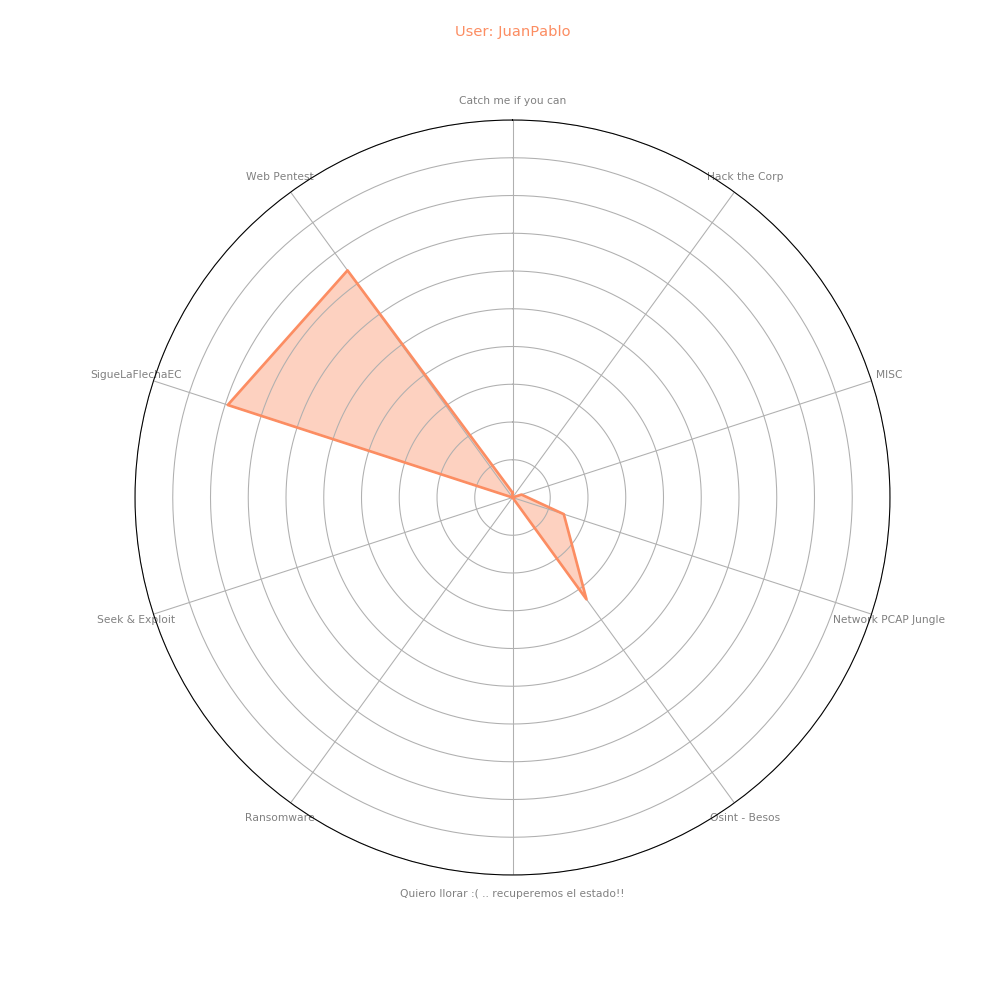 User: JuanPablo
Catch me if you can
Web Pentest
Hack the Corp
SigueLaFlechaEC
MISC
Seek & Exploit
Network PCAP Jungle
Ransomware
Osint - Besos
Quiero llorar :( .. recuperemos el estado!!